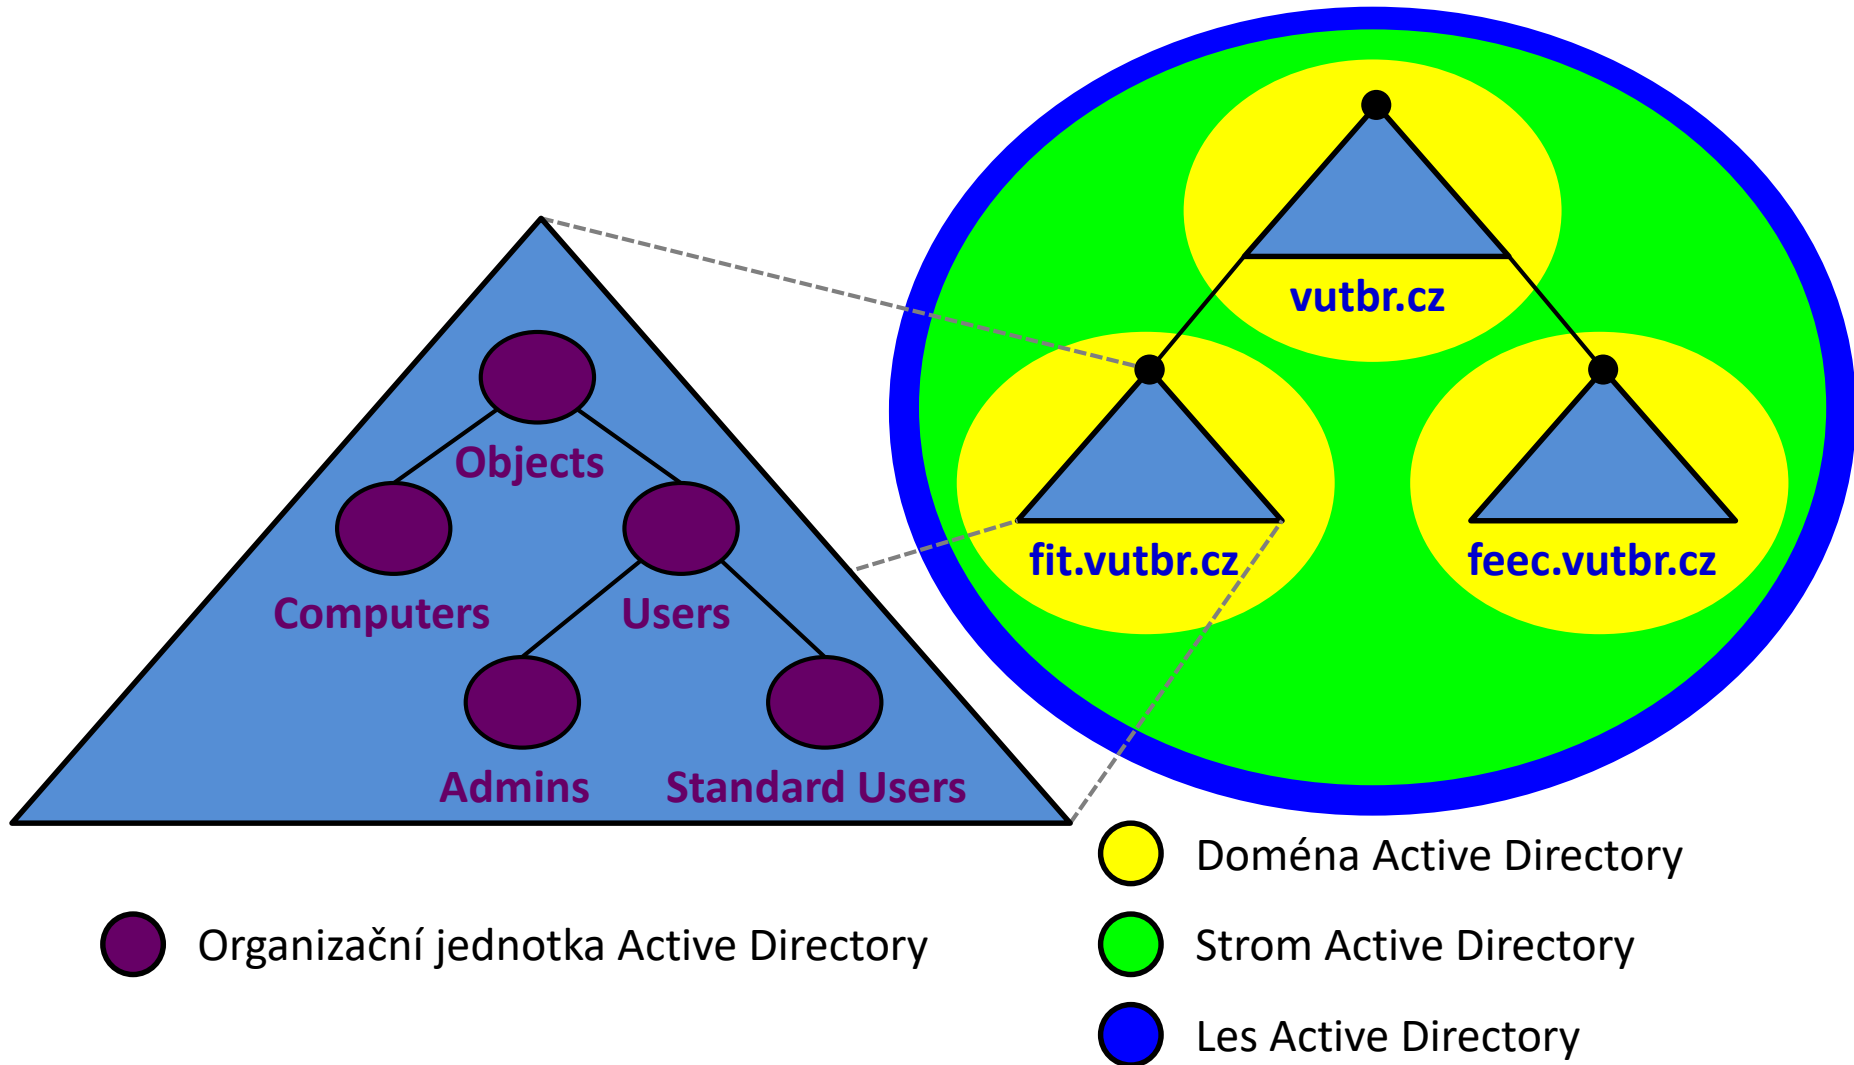 vutbr.cz
fit.vutbr.cz
feec.vutbr.cz
Objects
Computers
Users
Admins
Standard Users
Doména Active Directory
Organizační jednotka Active Directory
Strom Active Directory
Les Active Directory